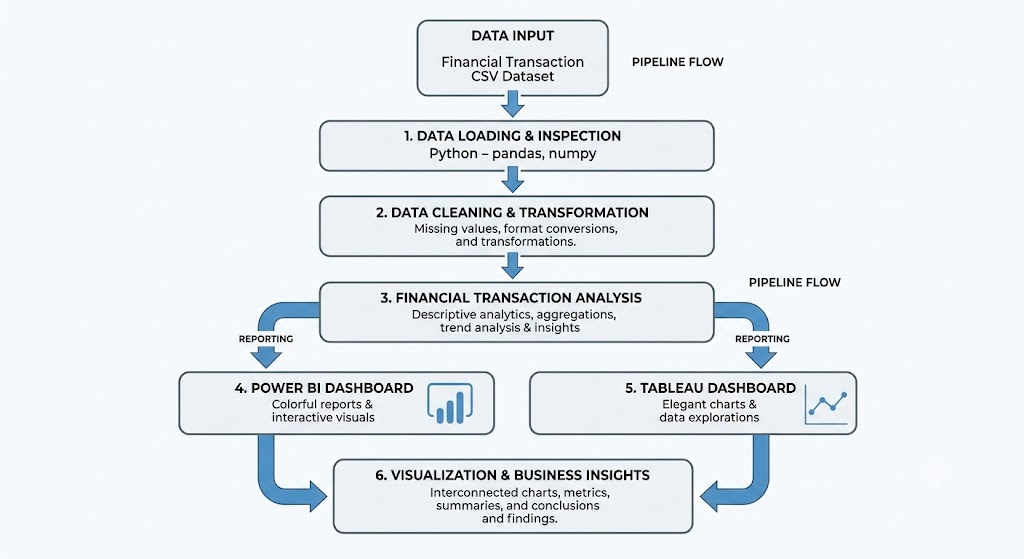 DATA INPUT
Financial Transaction
CSV Dataset
PIPELINE FLOW
1. DATA LOADING & INSPECTION
Python – pandas, numpy
2. DATA CLEANING & TRANSFORMATION
Missing values, format conversions,
and transformations.
PIPELINE FLOW
3. FINANCIAL TRANSACTION ANALYSIS
Descriptive analytics, aggregations,
trend analysis & insights
REPORTING
REPORTING
4. POWER BI DASHBOARD
Colorful reports &
interactive visuals
5. TABLEAU DASHBOARD
Elegant charts &
data explorations
6. VISUALIZATION & BUSINESS INSIGHTS
Interconnected charts, metrics,
summaries, and conclusions
and findings.